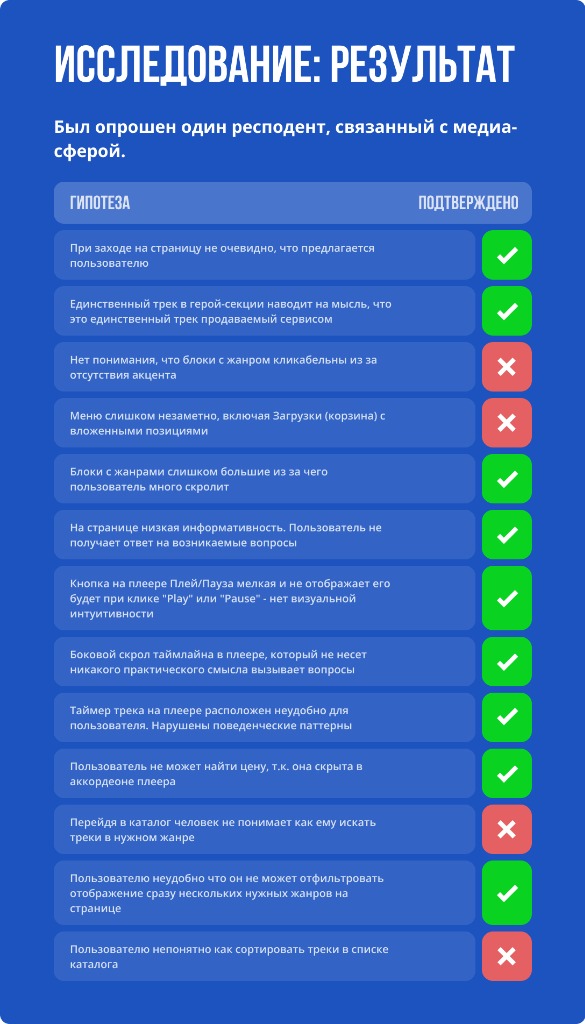 ИССЛЕДОВАНИЕ: РЕЗУЛЬТАТ
Был опрошен один респодент, связанный с медиа-
сферой.
ГИПОТЕЗА ПОДТВЕРЖДЕНО
При заходе на страницу не очевидно, что предлагается
пользователю
Единственный трек в герой-секции наводит на мысль, что
это единственный трек продаваемый сервисом
Нет понимания, что блоки с жанром кликабельны из за
отсутствия акцента
Меню слишком незаметно, включая Загрузки (корзина) с
вложенными позициями
Блоки с жанрами слишком большие из за чего
пользователь много скролит
На странице низкая информативность. Пользователь не
получает ответ на возникаемые вопросы
Кнопка на плеере Плей/Пауза мелкая и не отображает его
будет при клике "Play" или "Pause" - нет визуальной
интуитивности
Боковой скрол таймлайна в плеере, который не несет
никакого практического смысла вызывает вопросы
Таймер трека на плеере расположен неудобно для
пользователя. Нарушены поведенческие паттерны
Пользователь не может найти цену, т.к. она скрыта в
аккордеоне плеера
Перейдя в каталог человек не понимает как ему искать
треки в нужном жанре
Пользователю неудобно что он не может отфильтровать
отображение сразу нескольких нужных жанров на
странице
Пользователю непонятно как сортировать треки в списке
каталога